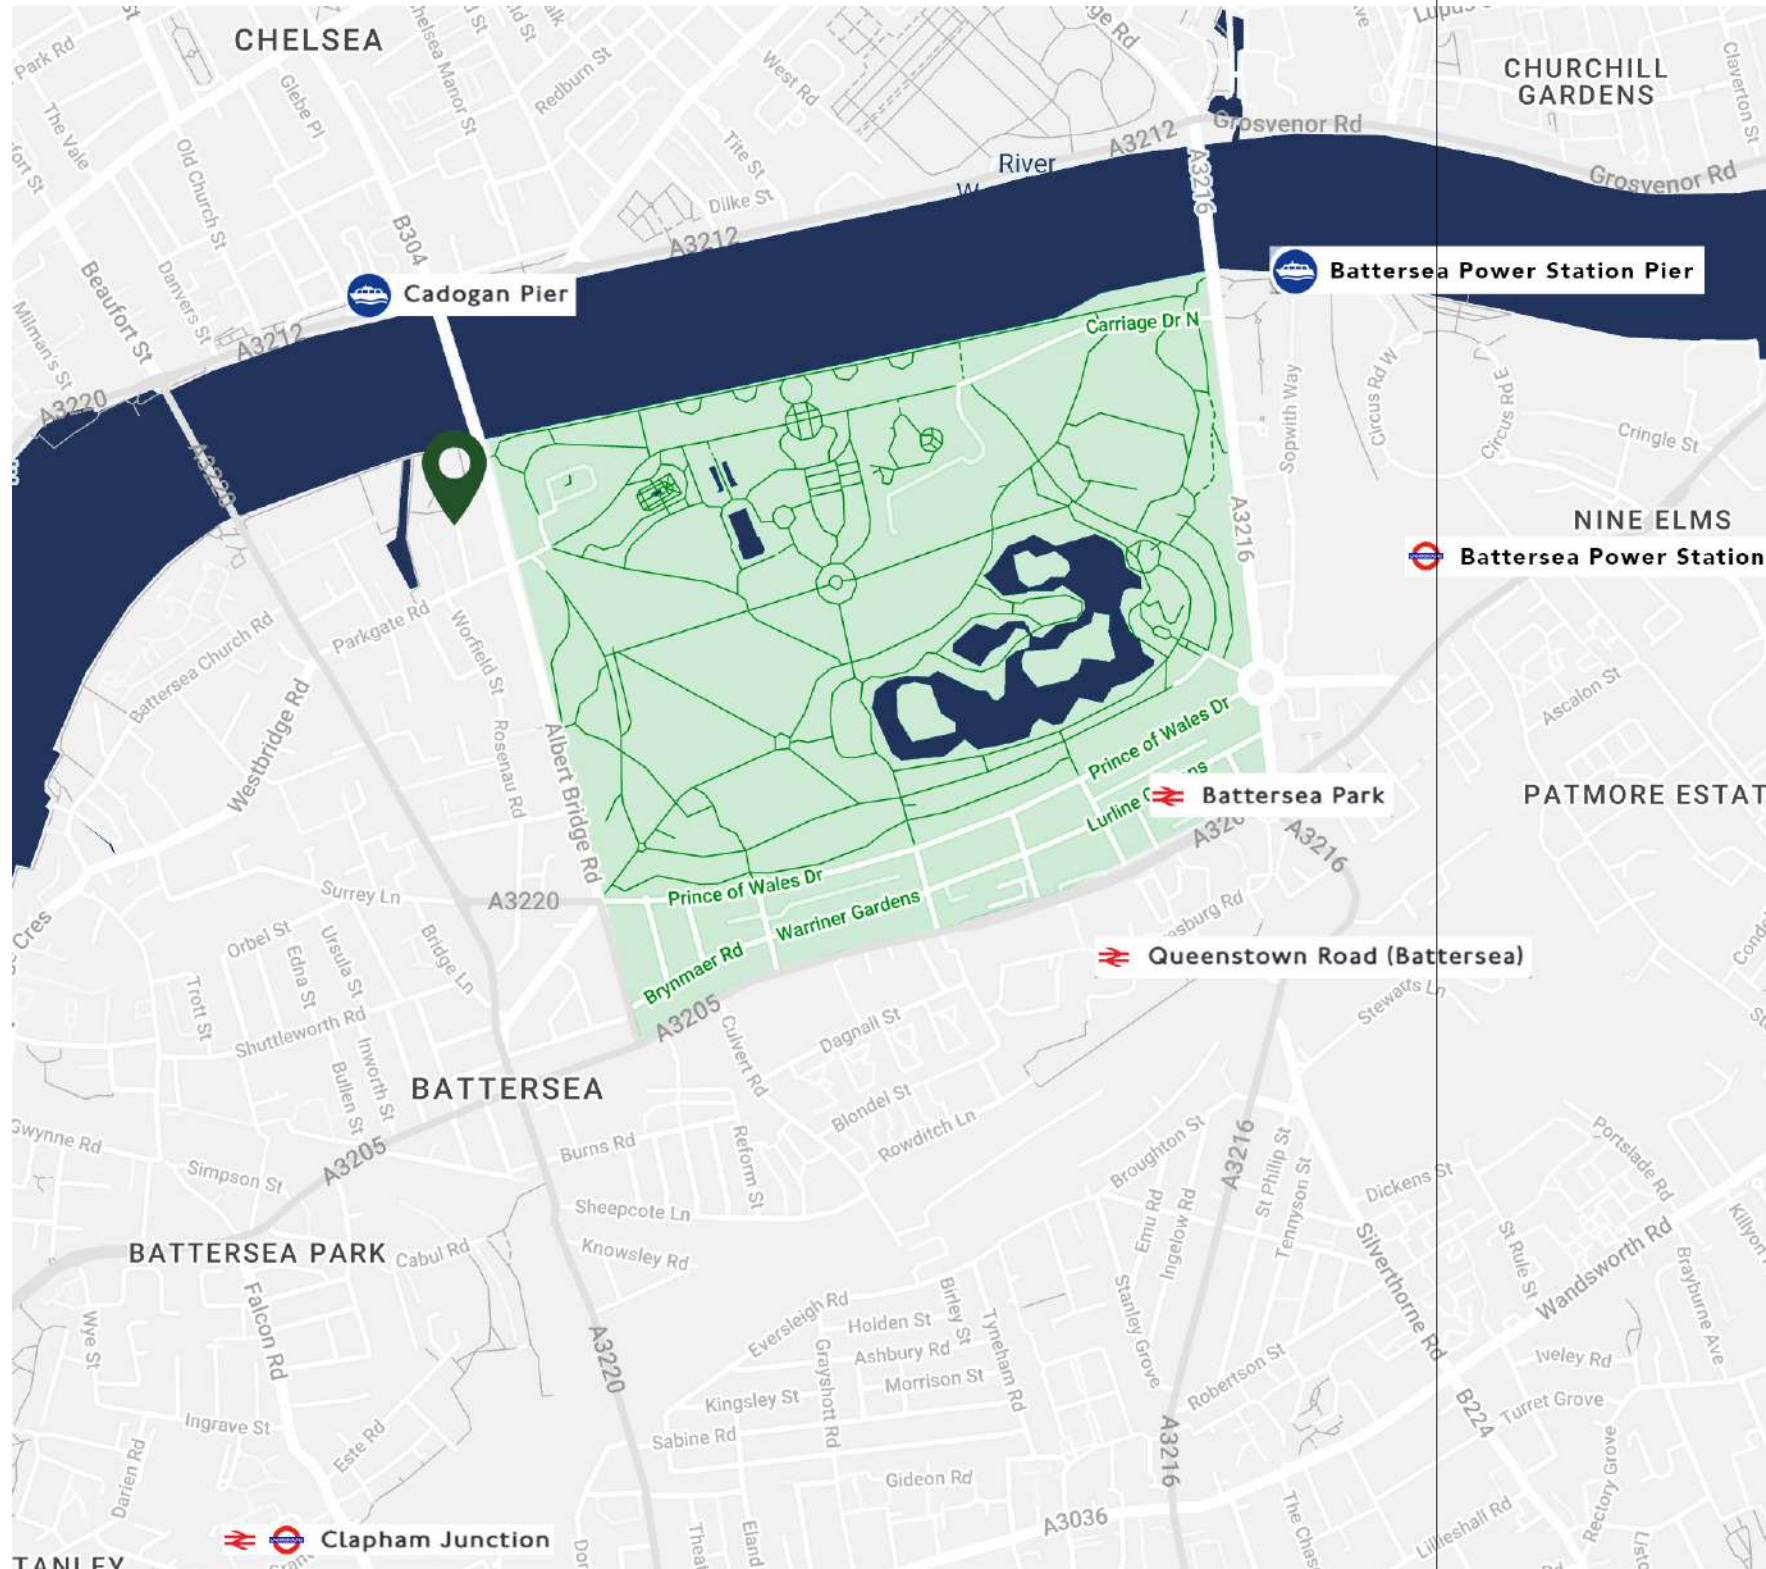 CHELSEA
Park Rd
The Vale
Glebe Pl
Chelsea Manor St
Redburn St
West Rd
Tite St
Old Church St
Danvers St
Beaufort St
Milman's St
B304
Dilke St
A3212
A3212
A3212
River
Grosvenor Rd
Grosvenor Rd
CHURCHILL
GARDENS
Claverton St
A3216
Cadogan Pier
Battersea Power Station Pier
A3220
A3220
Carriage Dr N
Sopwith Way
Circus Rd W
Circus Rd E
Cringle St
NINE ELMS
Battersea Power Station
A3216
Battersea Church Rd
Parkgate Rd
Worfield St
Westbridge Rd
Rosenau Rd
Albert Bridge Rd
Ascalon St
Prince of Wales Dr
Battersea Park
Lurline
PATMORE ESTAT
A3216
Surrey Ln
A3220
Prince of Wales Dr
Warriner Gardens
Brynmaer Rd
Cres
Orbel St
Edna St
Ursula St
Bridge Ln
Trott St
Shuttleworth Rd
Inworth St
Bullen St
A3205
Culvert Rd
Dagnall St
Queenstown Road (Battersea)
Stewarts Ln
BATTERSEA
Blondel St
Rowditch Ln
Gwynne Rd
Simpson St
A3205
Burns Rd
Reform St
Broughton St
A3216
St Philip St
Tennyson St
Dickens St
Portslade Rd
Sheepcote Ln
Emu Rd
Ingelow Rd
BATTERSEA PARK
Cabul Rd
Knowsley Rd
Silverthorne Rd
St Rule St
Wandsworth Rd
Killyon
Brayburne Ave
Falcon Rd
Wye St
Eversleigh Rd
Holden St
Birley St
Tyneham Rd
Stanley Grove
Ashbury Rd
Grayshott Rd
Morrison St
Kingsley St
Robertson St
Iveley Rd
A3220
B224
Turret Grove
Ingrave St
Este Rd
Sabine Rd
Gideon Rd
A3216
Darien Rd
Rectory Grove
A3036
Lillieshall Rd
The Chas
Clapham Junction
Eland
TANLEY